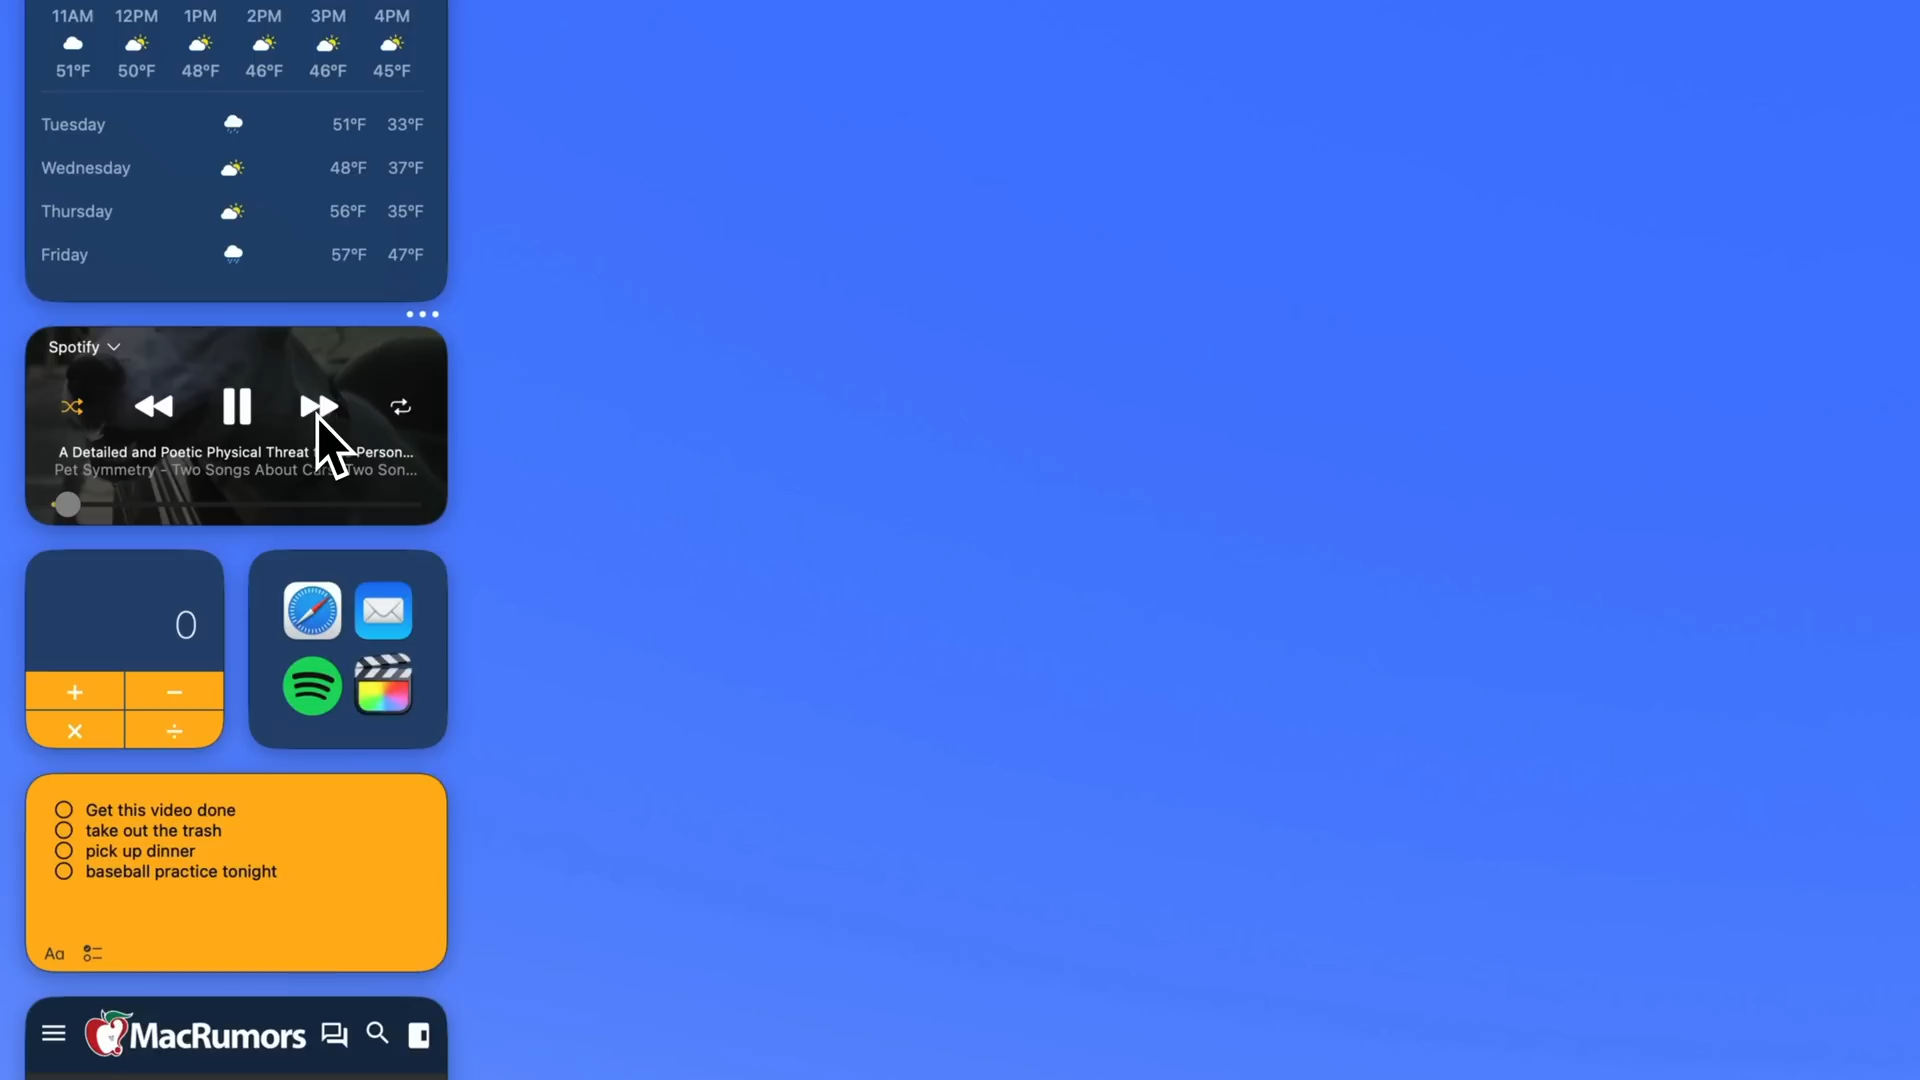 11AM 12PM 1PM 2PM 3PM 4PM
51°F 50°F 48°F 46°F 46°F 45°F
Tuesday 51°F 33°F
Wednesday 48°F 37°F
Thursday 56°F 35°F
Friday 57°F 47°F
Spotify
A Detailed and Poetic Physical Threat Person...
Pet Symmetry - Two Songs About Cars. Two Son...
0
+ −
× ÷
Get this video done
take out the trash
pick up dinner
baseball practice tonight
Aa
MacRumors